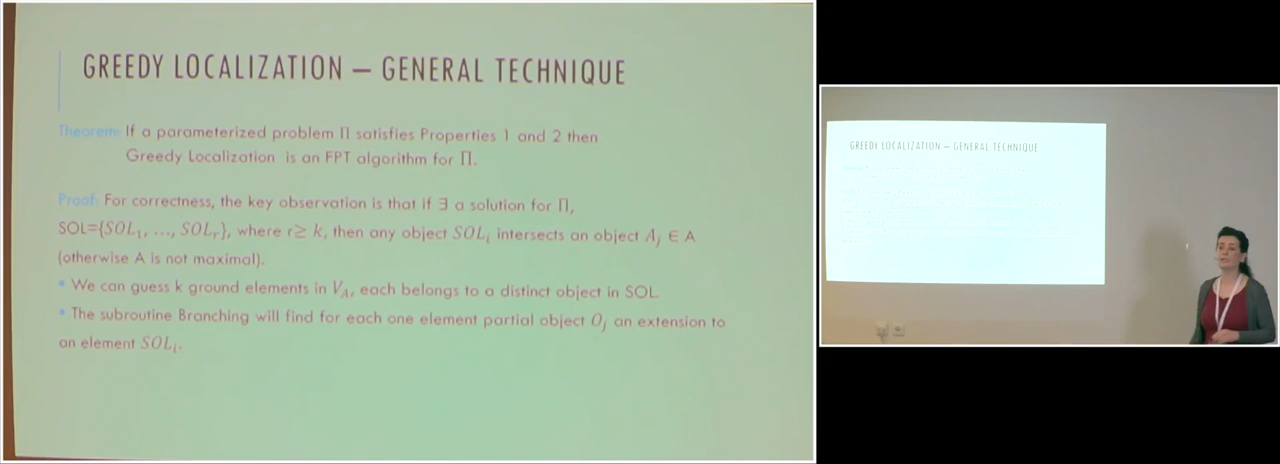 GREEDY LOCALIZATION – GENERAL TECHNIQUE
Theorem: If a parameterized problem Π satisfies Properties 1 and 2 then
Greedy Localization is an FPT algorithm for Π.
Proof: For correctness, the key observation is that if ∃ a solution for Π,
SOL={SOL₁, …, SOLᵣ}, where r≥ k, then any object SOLᵢ intersects an object Aⱼ ∈ A
(otherwise A is not maximal).
• We can guess k ground elements in V_A, each belongs to a distinct object in SOL
• The subroutine Branching will find for each one element partial object Oⱼ an extension to
an element SOLᵢ.
GREEDY LOCALIZATION – GENERAL TECHNIQUE